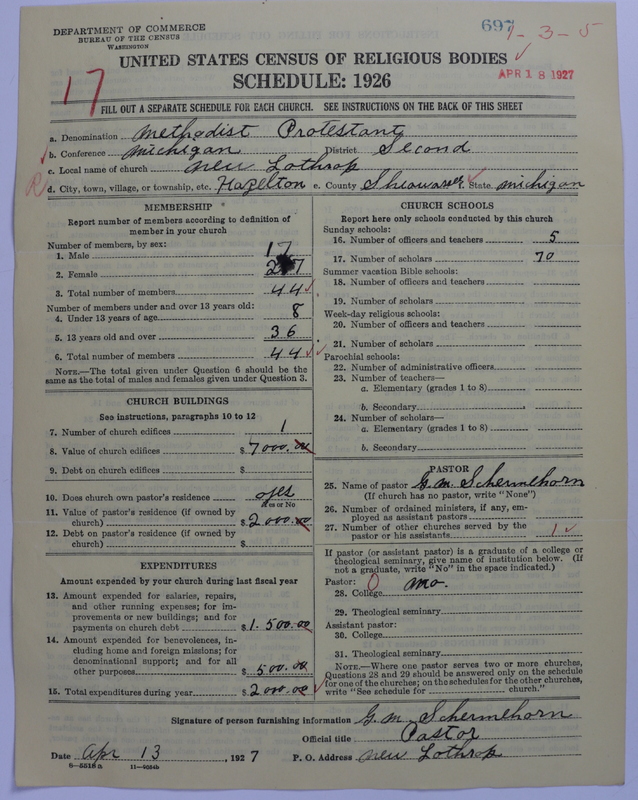 DEPARTMENT OF COMMERCE
BUREAU OF THE CENSUS
WASHINGTON
697
1-3-5
UNITED STATES CENSUS OF RELIGIOUS BODIES
SCHEDULE: 1926
APR 18 1927
17
FILL OUT A SEPARATE SCHEDULE FOR EACH CHURCH. SEE INSTRUCTIONS ON THE BACK OF THIS SHEET
a. Denomination Methodist Protestant
b. Conference Michigan District Second
c. Local name of church New Lothrop
R
d. City, town, village, or township, etc. Hazelton e. County Shiawassee f. State Michigan
MEMBERSHIP
Report number of members according to definition of
member in your church
Number of members, by sex:
1. Male 17
2. Female 27
3. Total number of members 44
Number of members under and over 13 years old:
4. Under 13 years of age 8
5. 13 years old and over 36
6. Total number of members 44
NOTE.—The total given under Question 6 should be the
same as the total of males and females given under Question 3.
CHURCH BUILDINGS
See instructions, paragraphs 10 to 12
7. Number of church edifices 1
8. Value of church edifices $ 7000.00
9. Debt on church edifices $
10. Does church own pastor's residence yes
Yes or No
11. Value of pastor's residence (if owned by
church) $ 2000.00
12. Debt on pastor's residence (if owned by
church) $
EXPENDITURES
Amount expended by your church during last fiscal year
13. Amount expended for salaries, repairs,
and other running expenses; for im-
provements or new buildings; and for
payments on church debt $ 1.500.00
14. Amount expended for benevolences, in-
cluding home and foreign missions; for
denominational support; and for all
other purposes $ 500.00
15. Total expenditures during year $ 2000.00
CHURCH SCHOOLS
Report here only schools conducted by this church
Sunday schools:
16. Number of officers and teachers 5
17. Number of scholars 70
Summer vacation Bible schools:
18. Number of officers and teachers
19. Number of scholars
Week-day religious schools:
20. Number of officers and teachers
21. Number of scholars
Parochial schools:
22. Number of administrative officers
23. Number of teachers—
a. Elementary (grades 1 to 8)
b. Secondary
24. Number of scholars—
a. Elementary (grades 1 to 8)
b. Secondary
PASTOR
25. Name of pastor G. M. Schermehorn
(If church has no pastor, write "None")
26. Number of ordained ministers, if any, em-
ployed as assistant pastors
27. Number of other churches served by the
pastor or his assistants 1
If pastor (or assistant pastor) is a graduate of a college or
theological seminary, give name of institution below. (If
not a graduate, write "No" in the space indicated.)
Pastor: 0
28. College no.
29. Theological seminary
Assistant pastor:
30. College
31. Theological seminary
NOTE.—Where one pastor serves two or more churches,
Questions 28 and 29 should be answered only on the schedule
for one of the churches; on the schedules for the other churches,
write "See schedule for church."
Signature of person furnishing information G. M. Schermehorn
Official title Pastor
Date Apr 13, 1927 P. O. Address New Lothrop
8-5518a 11-9034b